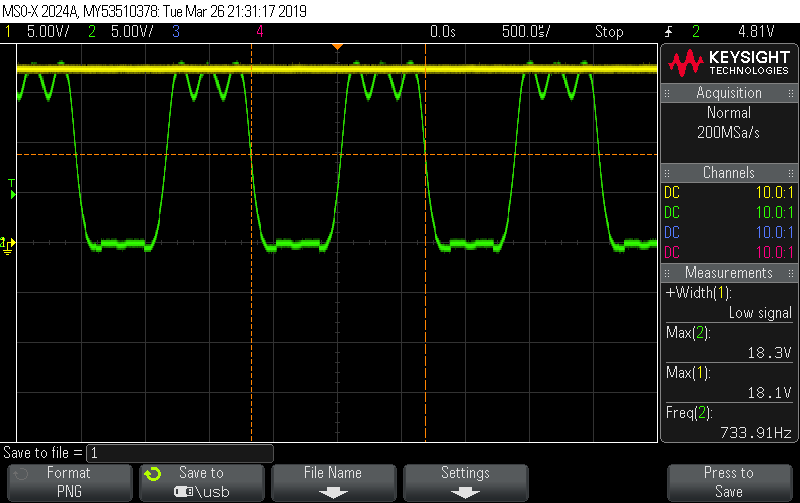 MSO-X 2024A, MY53510378: Tue Mar 26 21:31:17 2019
1 5.00V/ 2 5.00V/ 3 4 0.0s 500.0s/ Stop 2 4.81V
KEYSIGHT
TECHNOLOGIES
Acquisition
Normal
200MSa/s
Channels
DC 10.0:1
DC 10.0:1
DC 10.0:1
DC 10.0:1
Measurements
+Width(1):
Low signal
Max(2):
18.3V
Max(1):
18.1V
Freq(2):
733.91Hz
T
2
Save to file = 1
Format
PNG
Save to
\usb
File Name
Settings
Press to
Save